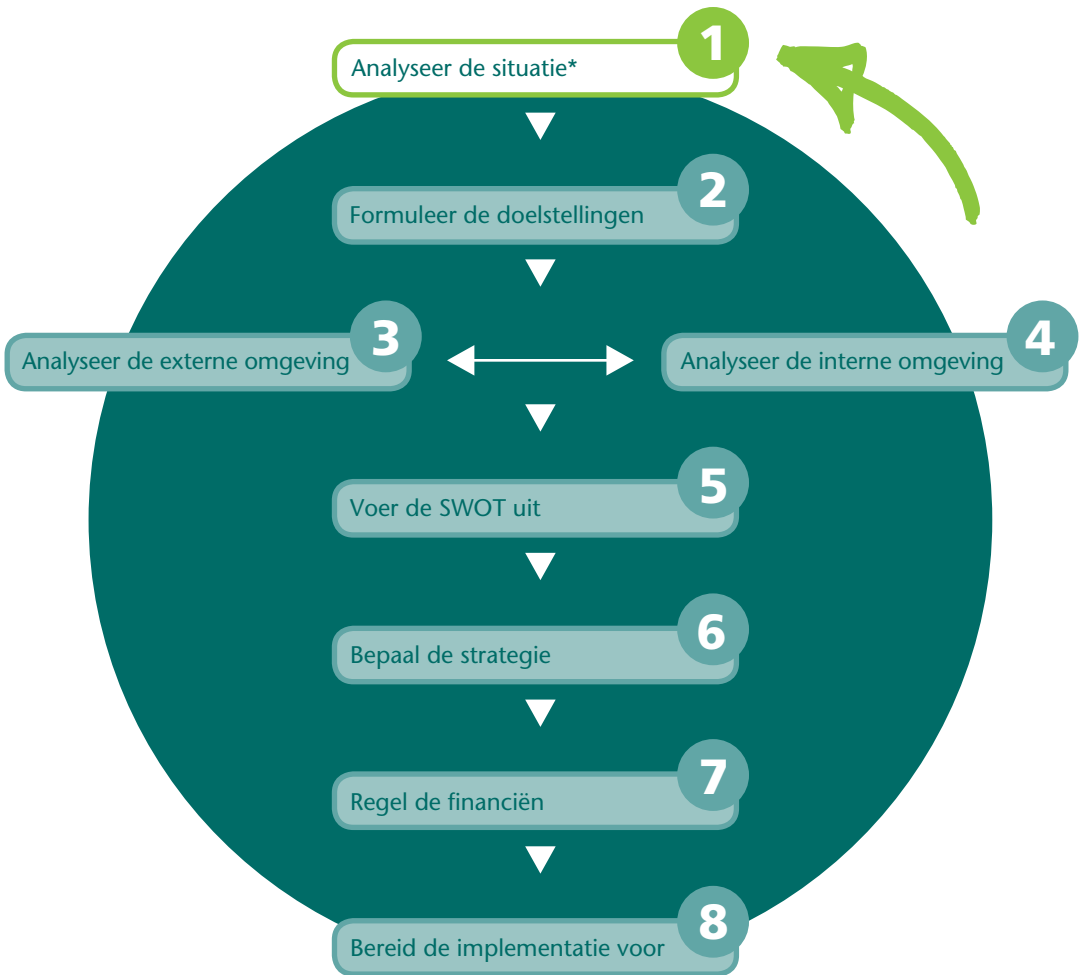 1
Analyseer de situatie*
2
Formuleer de doelstellingen
3
Analyseer de externe omgeving
4
Analyseer de interne omgeving
5
Voer de SWOT uit
6
Bepaal de strategie
7
Regel de financiën
8
Bereid de implementatie voor